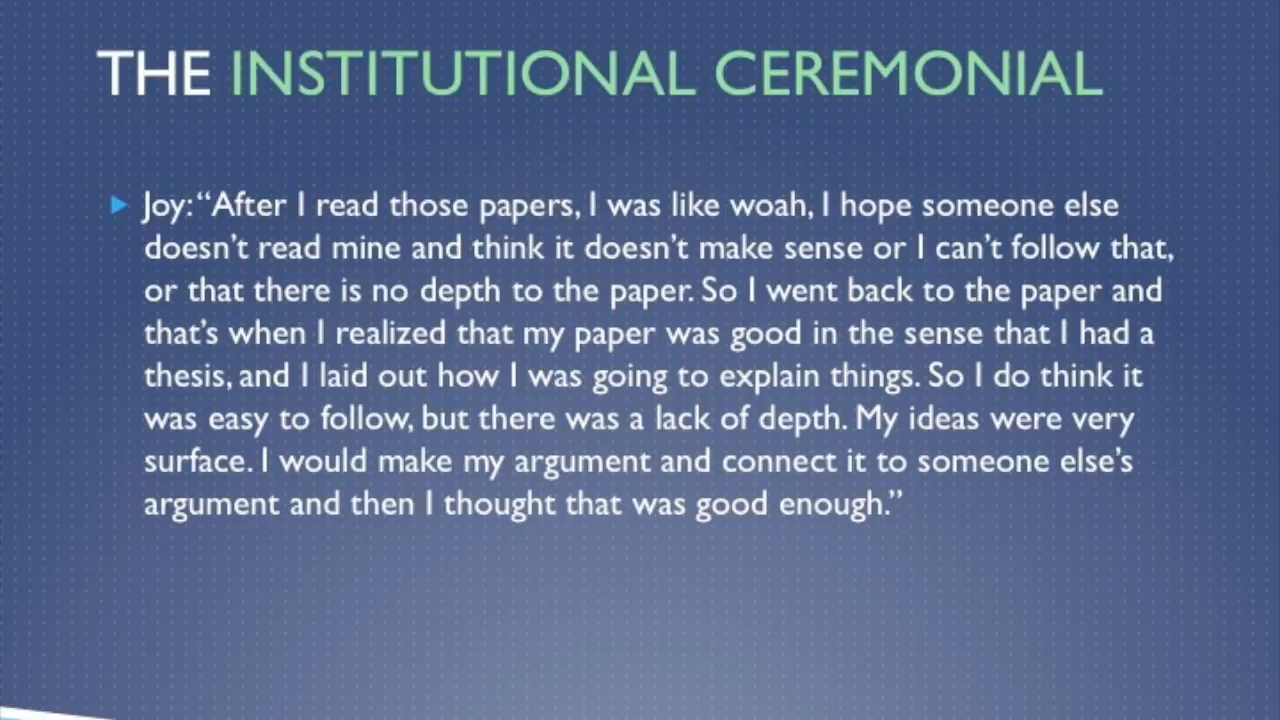 THE INSTITUTIONAL CEREMONIAL
Joy: “After I read those papers, I was like woah, I hope someone else
doesn’t read mine and think it doesn’t make sense or I can’t follow that,
or that there is no depth to the paper. So I went back to the paper and
that’s when I realized that my paper was good in the sense that I had a
thesis, and I laid out how I was going to explain things. So I do think it
was easy to follow, but there was a lack of depth. My ideas were very
surface. I would make my argument and connect it to someone else’s
argument and then I thought that was good enough.”